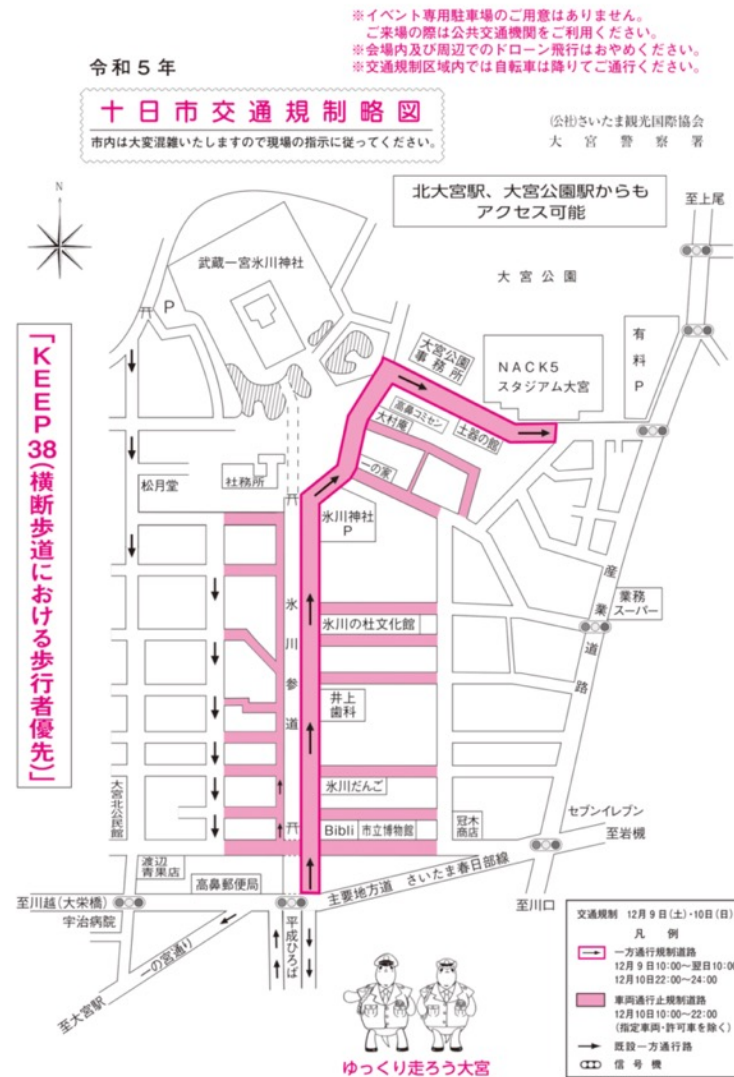 ※イベント専用駐車場のご用意はありません。
ご来場の際は公共交通機関をご利用ください。
※会場内及び周辺でのドローン飛行はおやめください。
※交通規制区域内では自転車は降りてご通行ください。
令和５年
十日市交通規制略図
市内は大変混雑いたしますので現場の指示に従ってください。
(公社)さいたま観光国際協会
大宮警察署
北大宮駅、大宮公園駅からも
アクセス可能
N
至上尾
武蔵一宮氷川神社
大宮公園
P
「KEEP38(横断歩道における歩行者優先)」
大宮公園
事務所
NACK5
スタジアム大宮
有料P
高鼻コミセン
大村庵
土器の館
一の家
松月堂
社務所
氷川神社
P
氷川参道
産業道路
業務
スーパー
氷川の杜文化館
井上
歯科
氷川だんご
大宮北公民館
Bibli
市立博物館
冠木
商店
セブンイレブン
至岩槻
渡辺
青果店
高鼻郵便局
主要地方道 さいたま春日部線
至川越(大栄橋)
至川口
宇治病院
一の宮通り
平成ひろば
至大宮駅
交通規制 12月9日(土)・10日(日)
凡例
一方通行規制道路
12月9日10:00〜翌日10:00
12月10日22:00〜24:00
車両通行止規制道路
12月10日10:00〜22:00
(指定車両・許可車を除く)
既設一方通行路
信号機
ゆっくり走ろう大宮